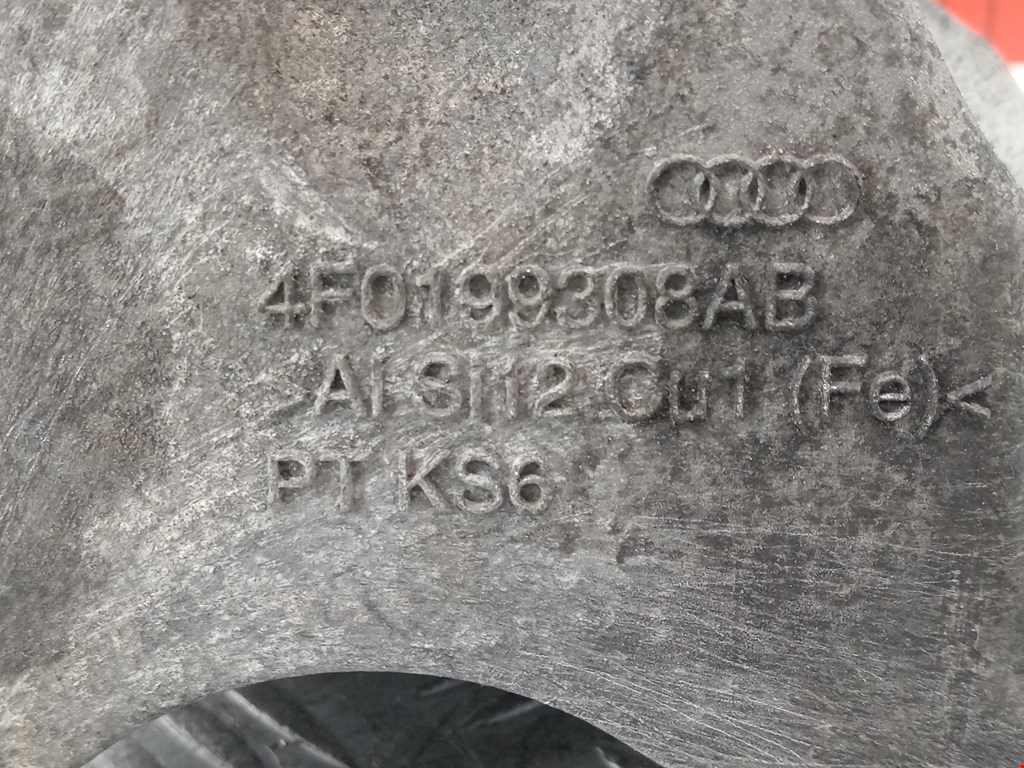 4F0199308AB
>Al Si12 Cu1 (Fe)<
PT KS6